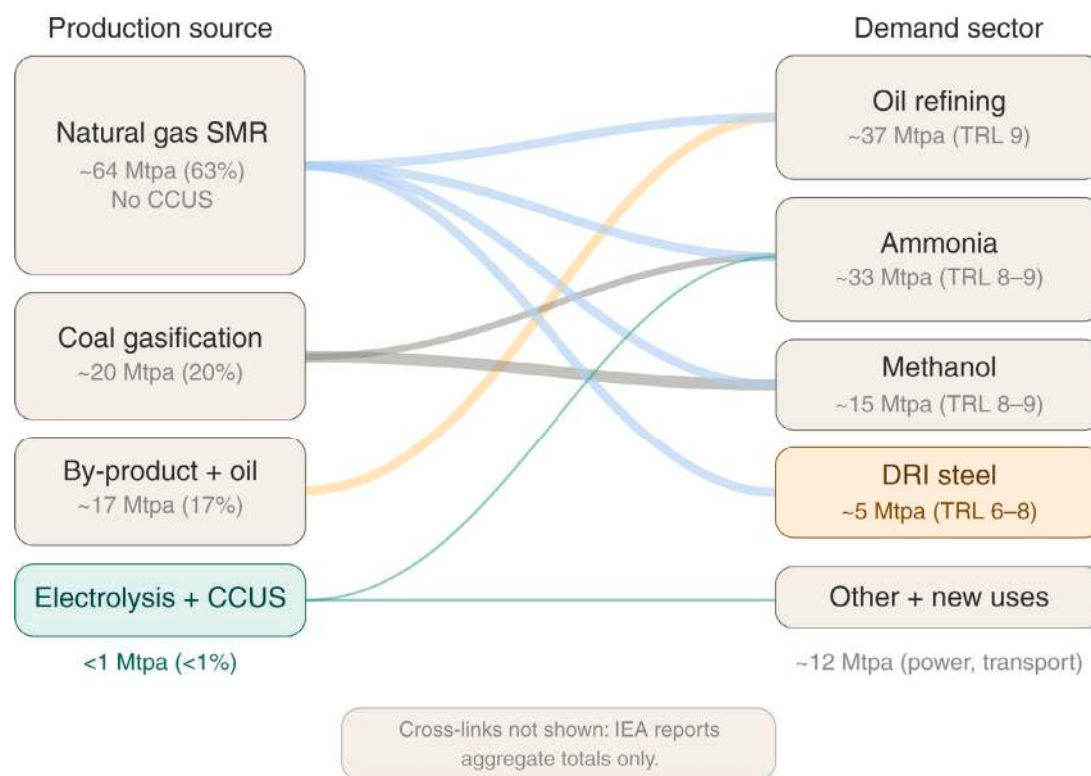 Production source
Demand sector
Natural gas SMR
~64 Mtpa (63%)
No CCUS
Coal gasification
~20 Mtpa (20%)
By-product + oil
~17 Mtpa (17%)
Electrolysis + CCUS
<1 Mtpa (<1%)
Oil refining
~37 Mtpa (TRL 9)
Ammonia
~33 Mtpa (TRL 8–9)
Methanol
~15 Mtpa (TRL 8–9)
DRI steel
~5 Mtpa (TRL 6–8)
Other + new uses
~12 Mtpa (power, transport)
Cross-links not shown: IEA reports
aggregate totals only.